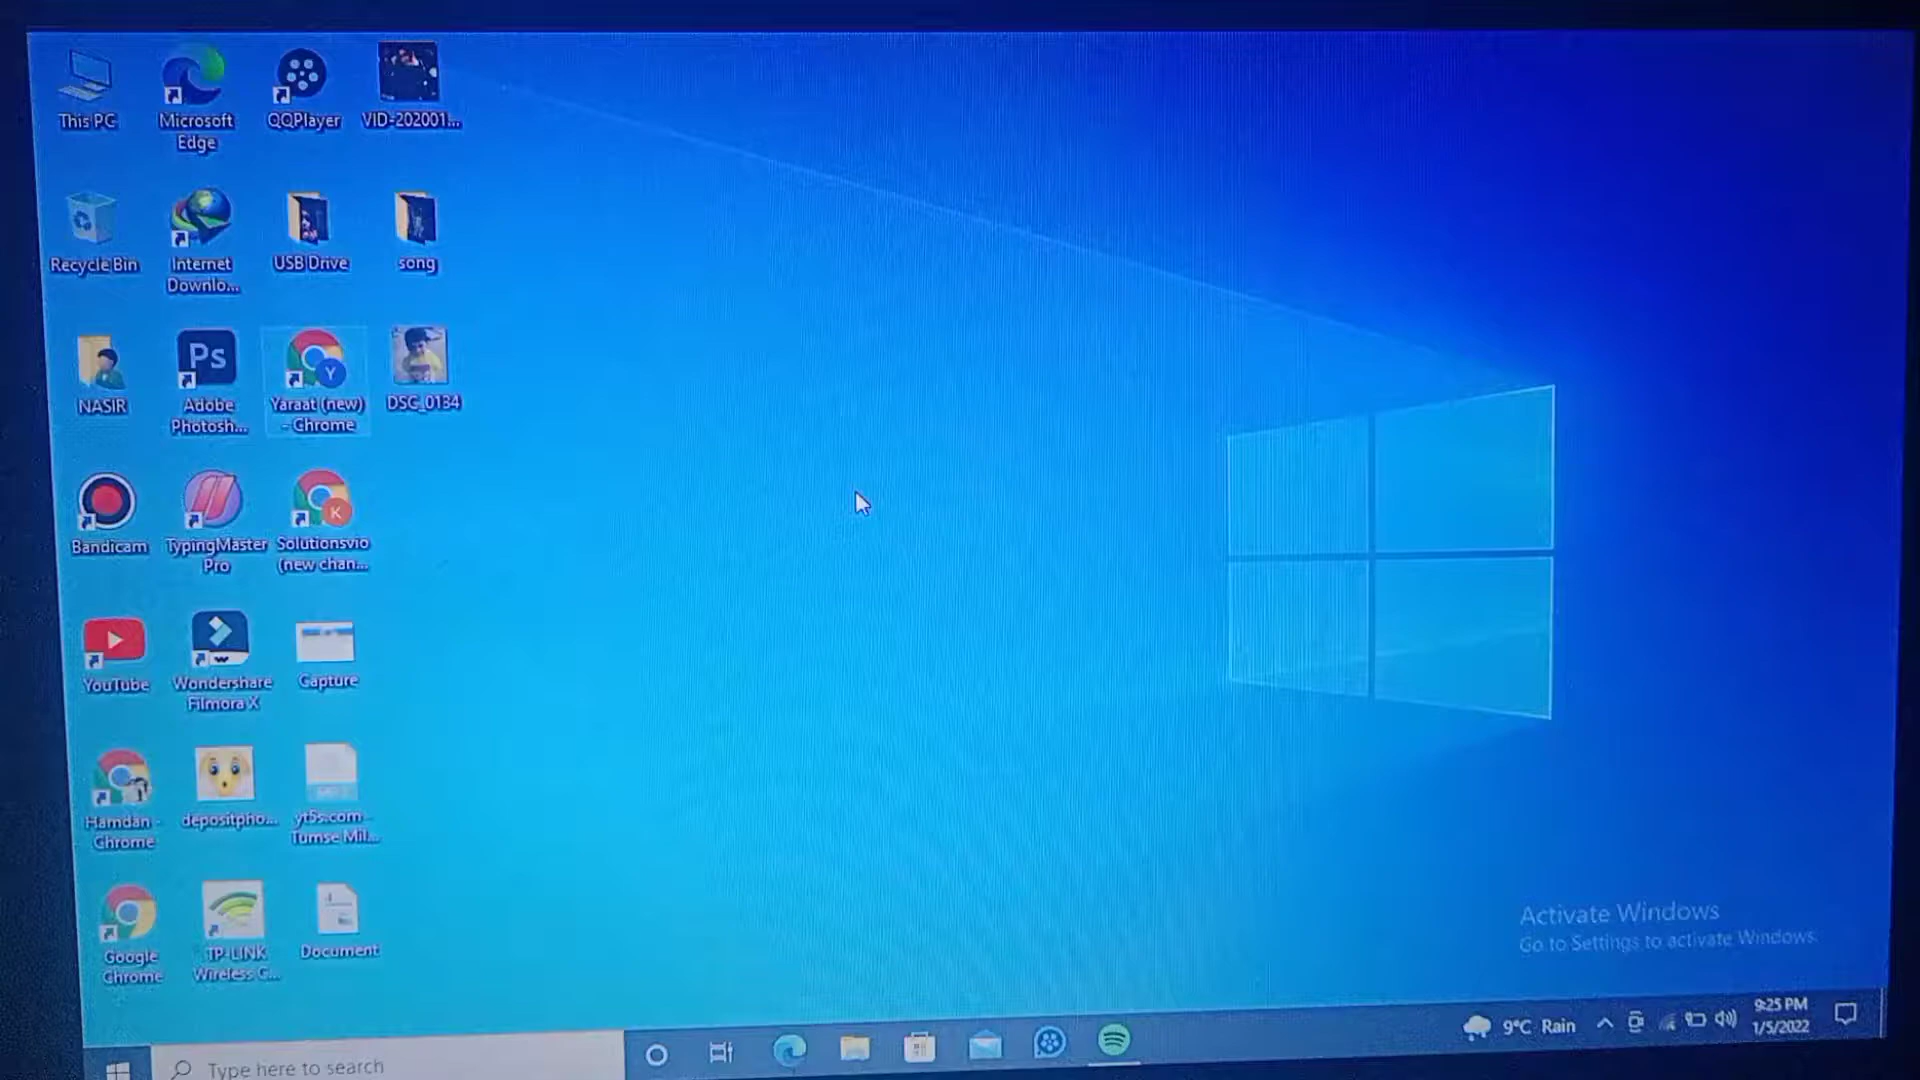 This PC
Microsoft
Edge
QQPlayer
VID-202001...
Recycle Bin
Internet
Downlo...
USB Drive
song
NASIR
Ps
Adobe
Photosh...
Y
Yaraat (new)
- Chrome
DSC_0134
Bandicam
TypingMaster
Pro
K
Solutionsvio
(new chan...
YouTube
Wondershare
Filmora X
Capture
Hamdan -
Chrome
depositpho...
yt5s.com-
Tumse Mil...
Google
Chrome
TP-LINK
Wireless C...
Document
Activate Windows
Go to Settings to activate Windows.
Type here to search
9°C Rain
9:25 PM
1/5/2022